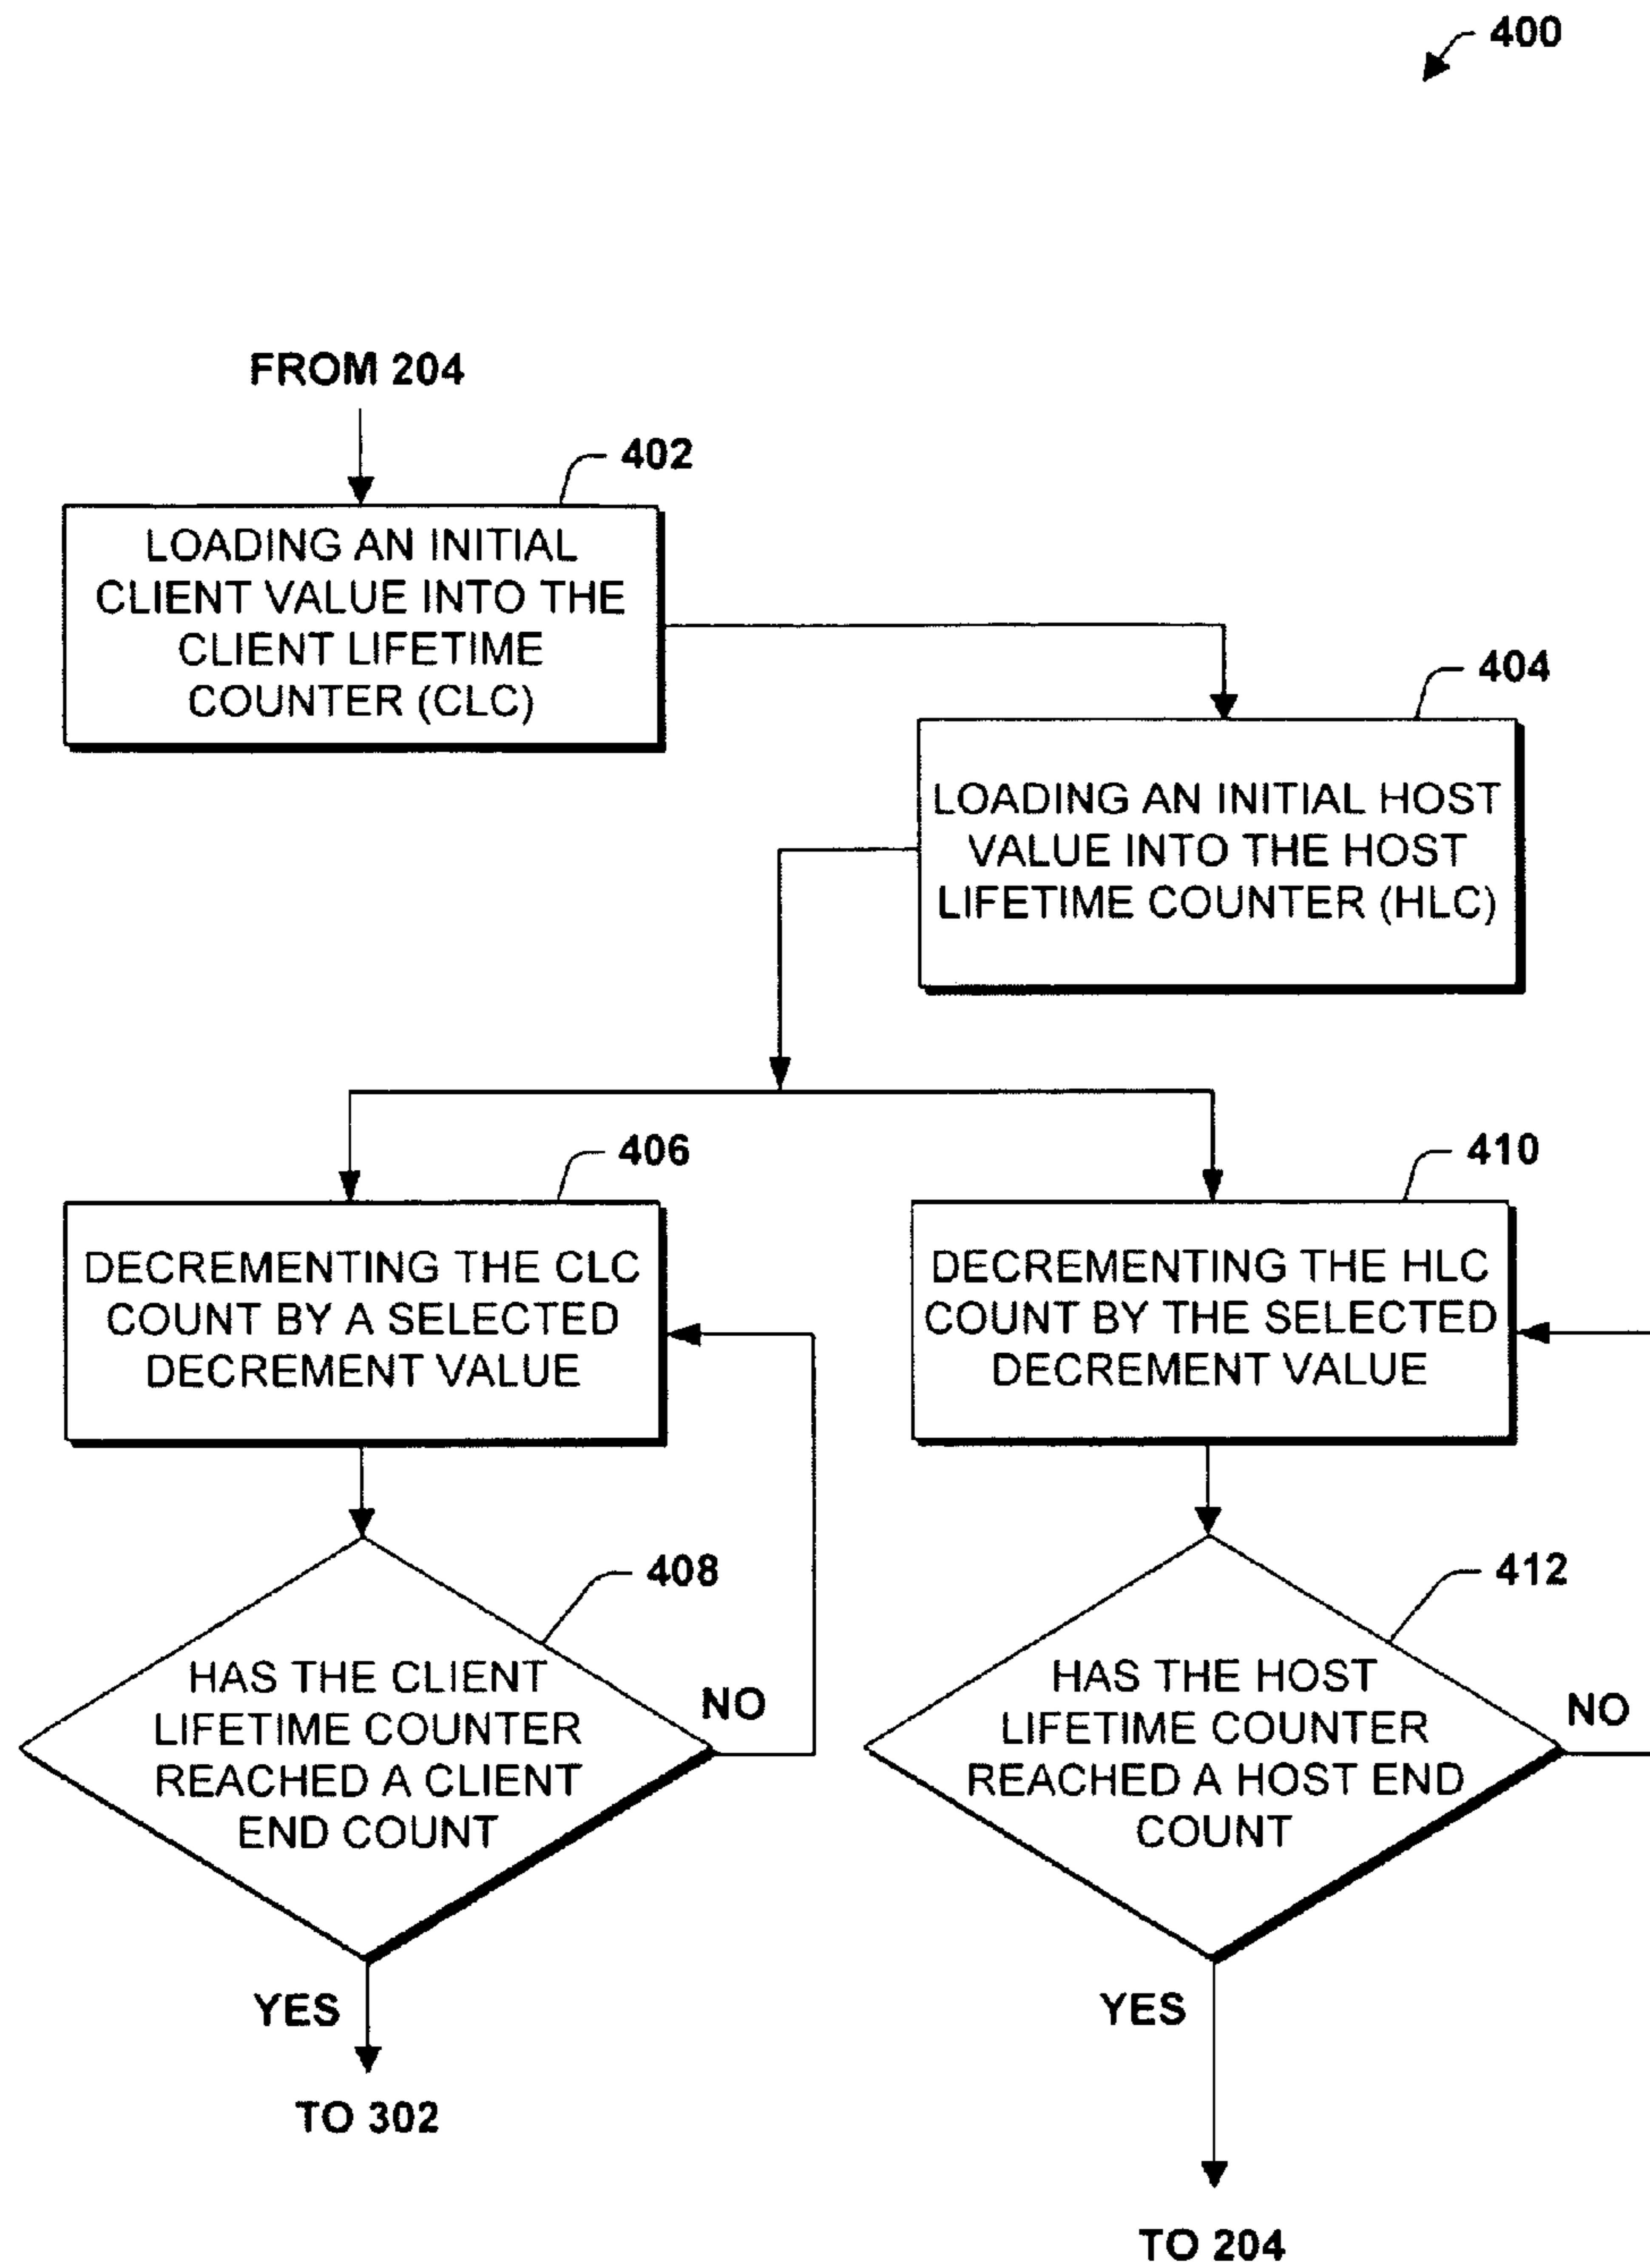 400
FROM 204
402
LOADING AN INITIAL
CLIENT VALUE INTO THE
CLIENT LIFETIME
COUNTER (CLC)
404
LOADING AN INITIAL HOST
VALUE INTO THE HOST
LIFETIME COUNTER (HLC)
406
DECREMENTING THE CLC
COUNT BY A SELECTED
DECREMENT VALUE
410
DECREMENTING THE HLC
COUNT BY THE SELECTED
DECREMENT VALUE
408
HAS THE CLIENT
LIFETIME COUNTER
REACHED A CLIENT
END COUNT
NO
YES
TO 302
412
HAS THE HOST
LIFETIME COUNTER
REACHED A HOST END
COUNT
NO
YES
TO 204